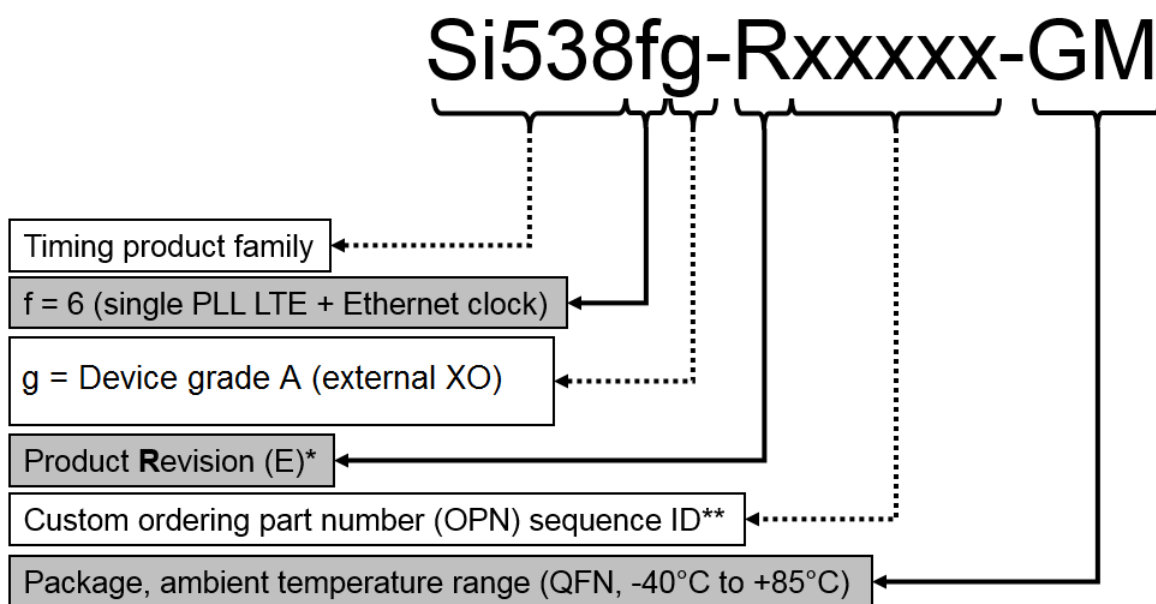 Si538fg-Rxxxxx-GM
Timing product family
f = 6 (single PLL LTE + Ethernet clock)
g = Device grade A (external XO)
Product Revision (E)*
Custom ordering part number (OPN) sequence ID**
Package, ambient temperature range (QFN, -40°C to +85°C)